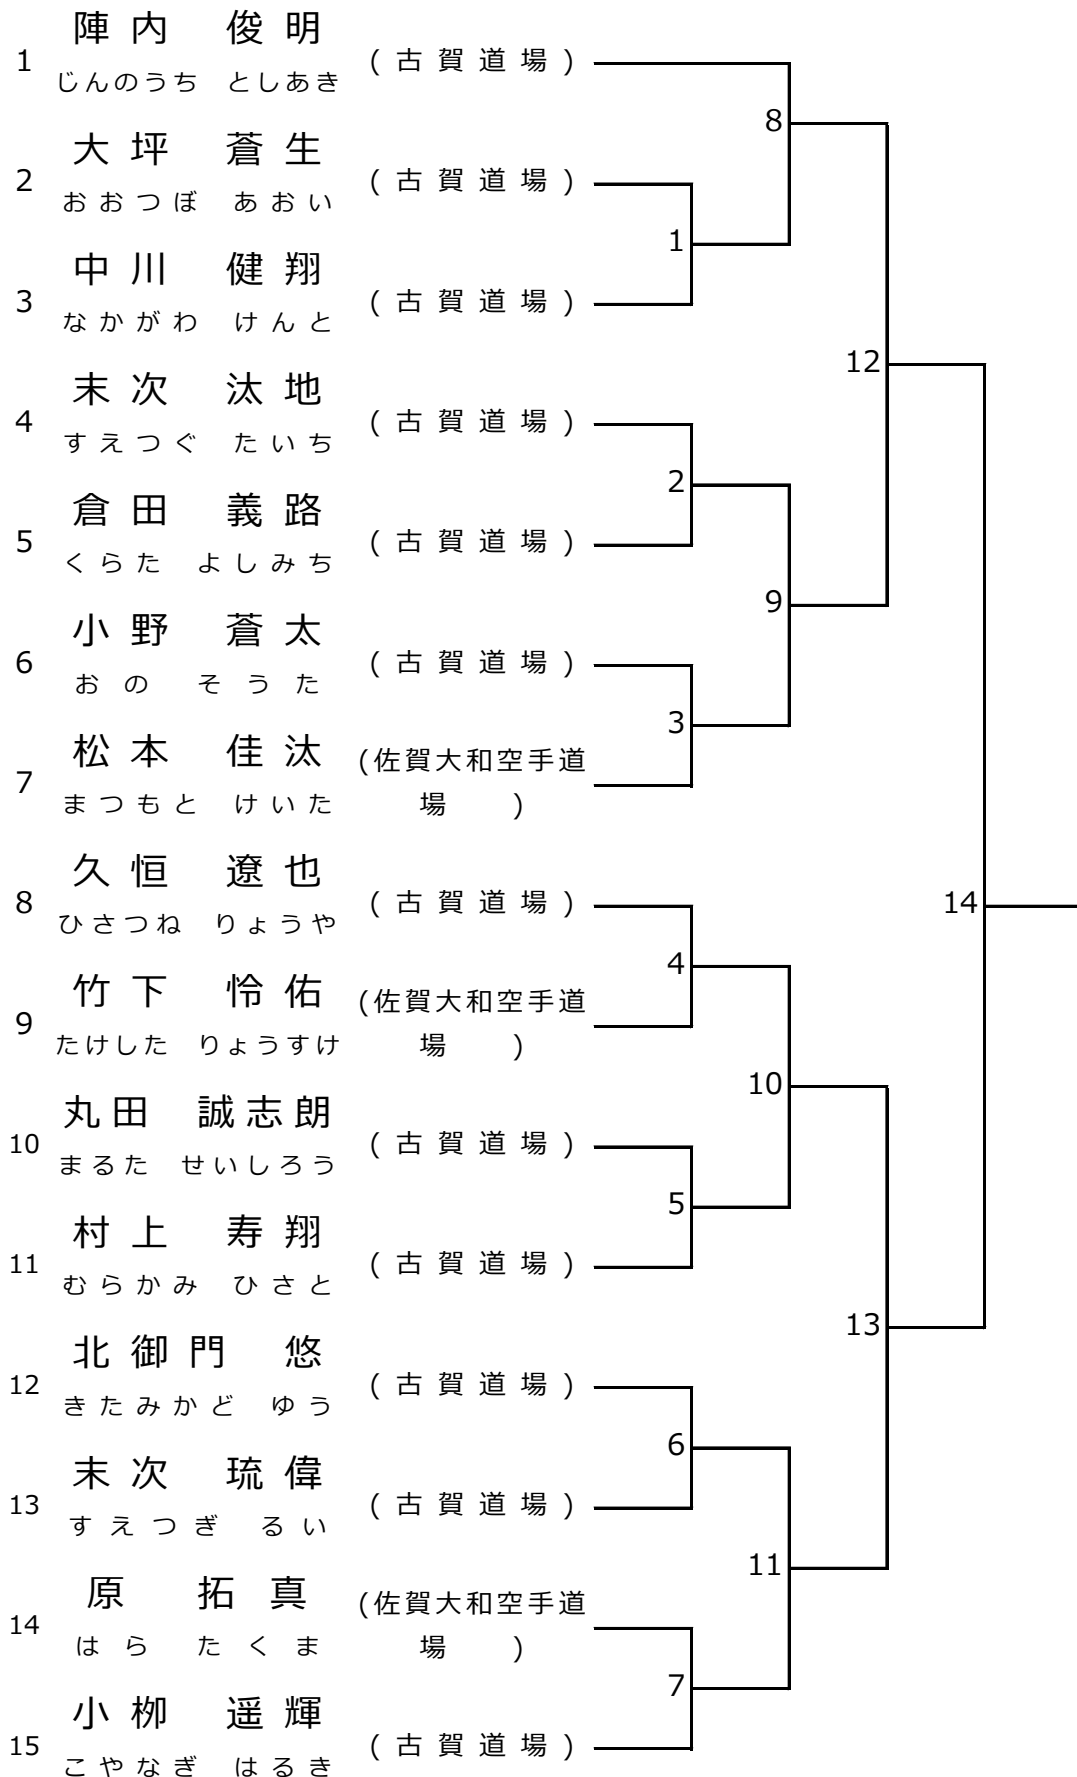 陣内 俊明
1 (古賀道場)
じんのうち としあき
8
大坪 蒼生
2 (古賀道場)
おおつぼ あおい
1
中川 健翔
3 (古賀道場)
なかがわ けんと
12
末次 汰地
4 (古賀道場)
すえつぐ たいち
2
倉田 義路
5 (古賀道場)
くらた よしみち
9
小野 蒼太
6 (古賀道場)
おの そうた
3
松本 佳汰
7 (佐賀大和空手道
場)
まつもと けいた
久恒 遼也
8 (古賀道場)
ひさつね りょうや
14
4
竹下 怜佑
9 (佐賀大和空手道
場)
たけした りょうすけ
10
丸田 誠志朗
10 (古賀道場)
まるた せいしろう
5
村上 寿翔
11 (古賀道場)
むらかみ ひさと
13
北御門 悠
12 (古賀道場)
きたみかど ゆう
6
末次 琉偉
13 (古賀道場)
すえつぎ るい
11
原 拓真
14 (佐賀大和空手道
場)
はら たくま
7
小栁 遥輝
15 (古賀道場)
こやなぎ はるき